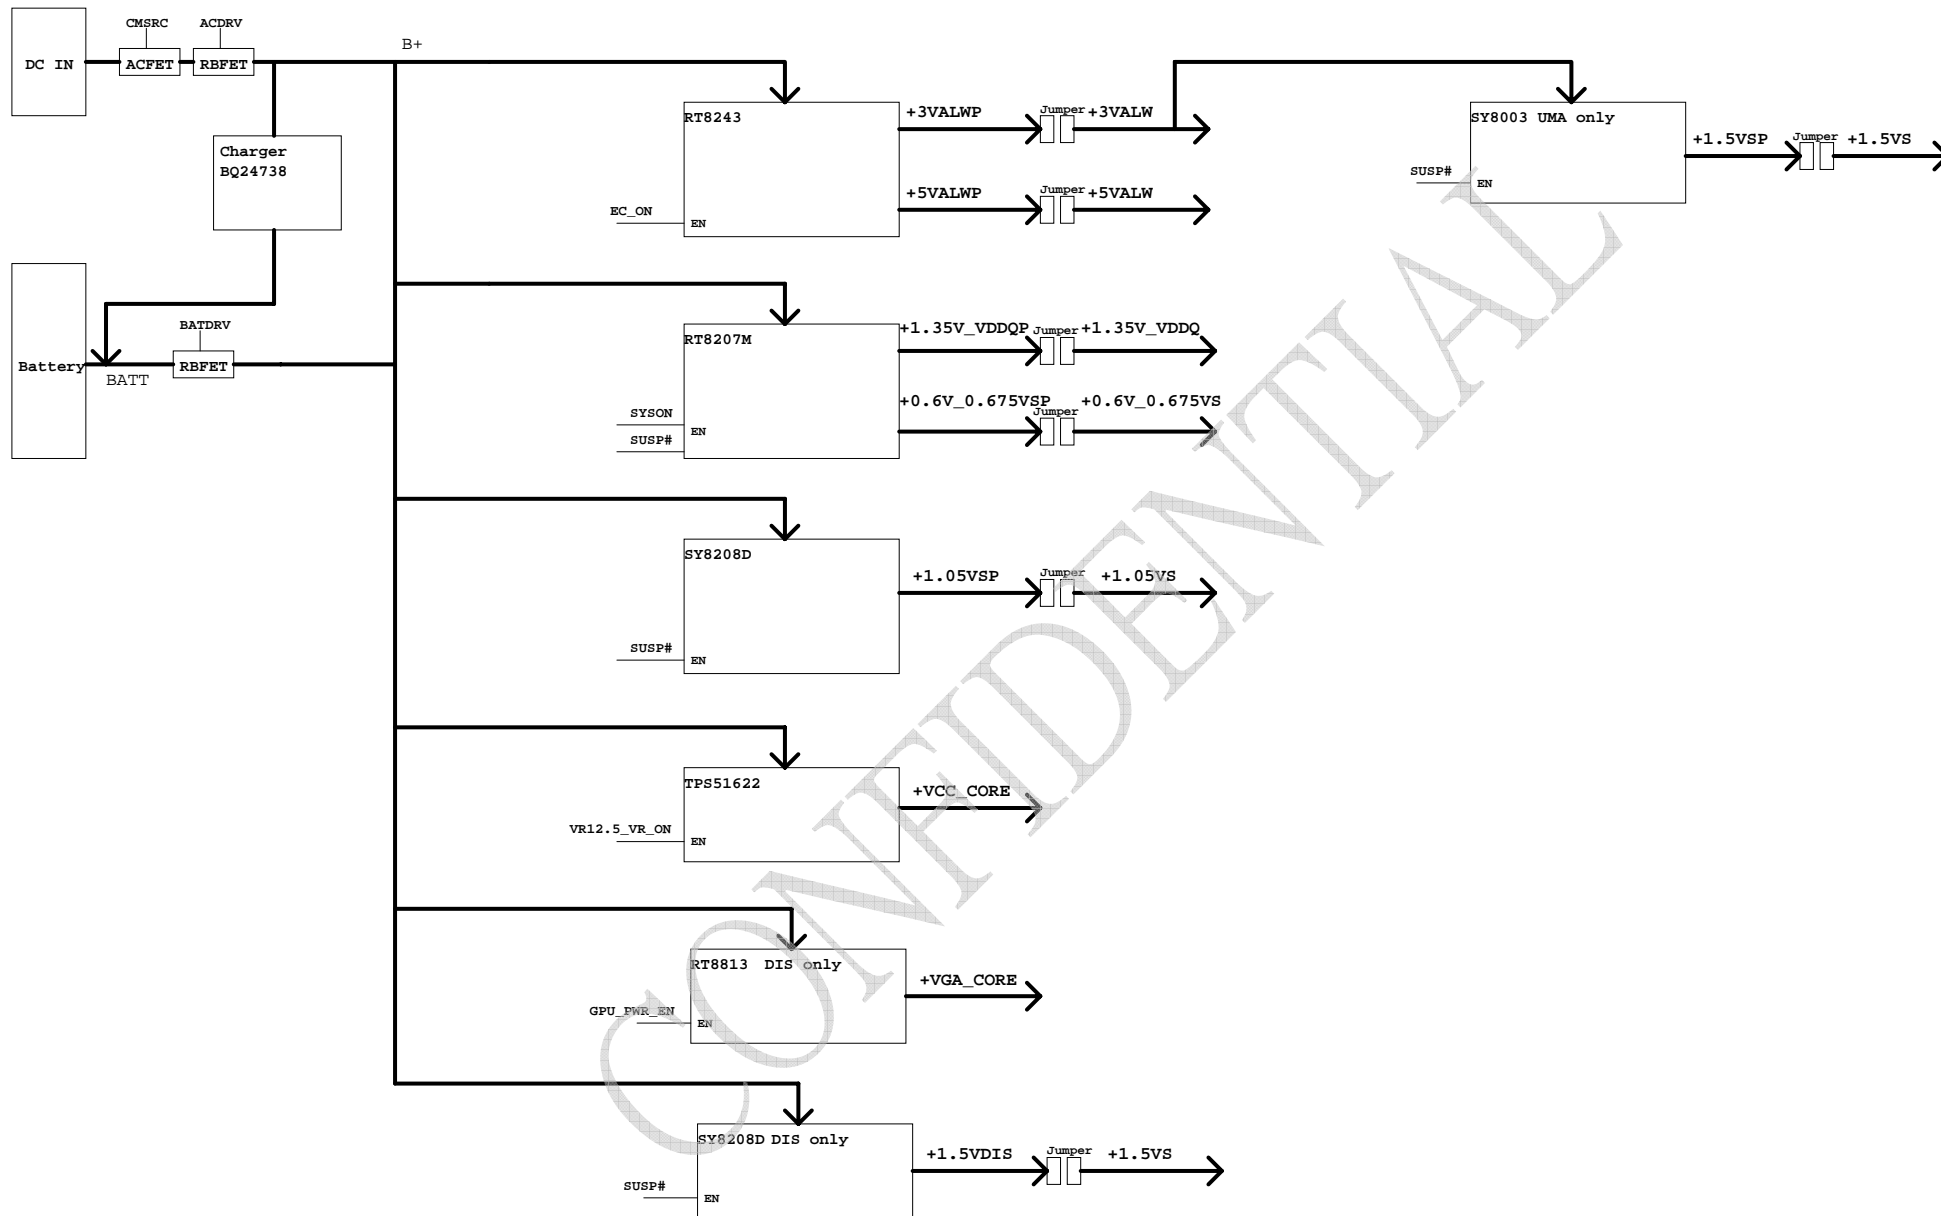 CMSRC
ACDRV
B+
DC IN
ACFET
RBFET
Charger
BQ24738
Battery
BATT
BATDRV
RBFET
RT8243
EC_ON
EN
+3VALWP
Jumper
+3VALW
+5VALWP
Jumper
+5VALW
SY8003 UMA only
SUSP#
EN
+1.5VSP
Jumper
+1.5VS
RT8207M
SYSON
SUSP#
EN
+1.35V_VDDQP
Jumper
+1.35V_VDDQ
+0.6V_0.675VSP
Jumper
+0.6V_0.675VS
SY8208D
SUSP#
EN
+1.05VSP
Jumper
+1.05VS
TPS51622
VR12.5_VR_ON
EN
+VCC_CORE
RT8813 DIS only
GPU_PWR_EN
EN
+VGA_CORE
SY8208D DIS only
SUSP#
EN
+1.5VDIS
Jumper
+1.5VS
CONFIDENTIAL